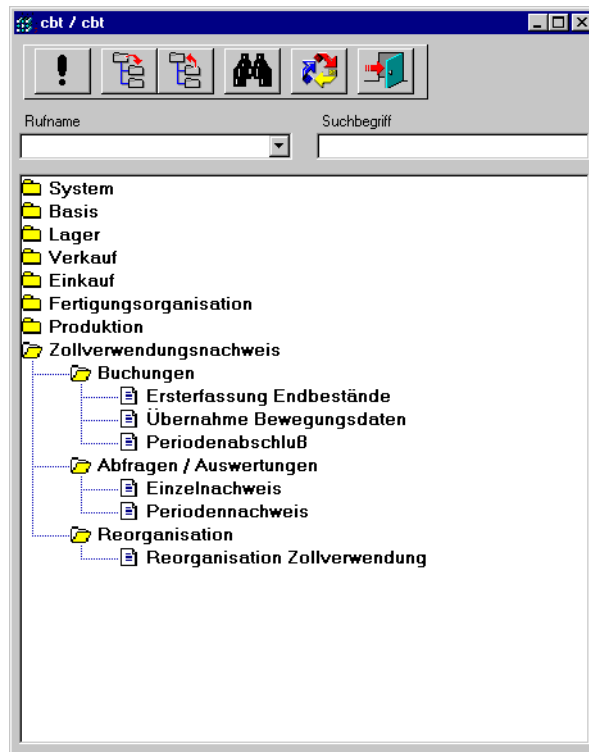 cbt / cbt
Rufname
Suchbegriff
System
Basis
Lager
Verkauf
Einkauf
Fertigungsorganisation
Produktion
Zollverwendungsnachweis
Buchungen
Ersterfassung Endbestände
Übernahme Bewegungsdaten
Periodenabschluß
Abfragen / Auswertungen
Einzelnachweis
Periodennachweis
Reorganisation
Reorganisation Zollverwendung